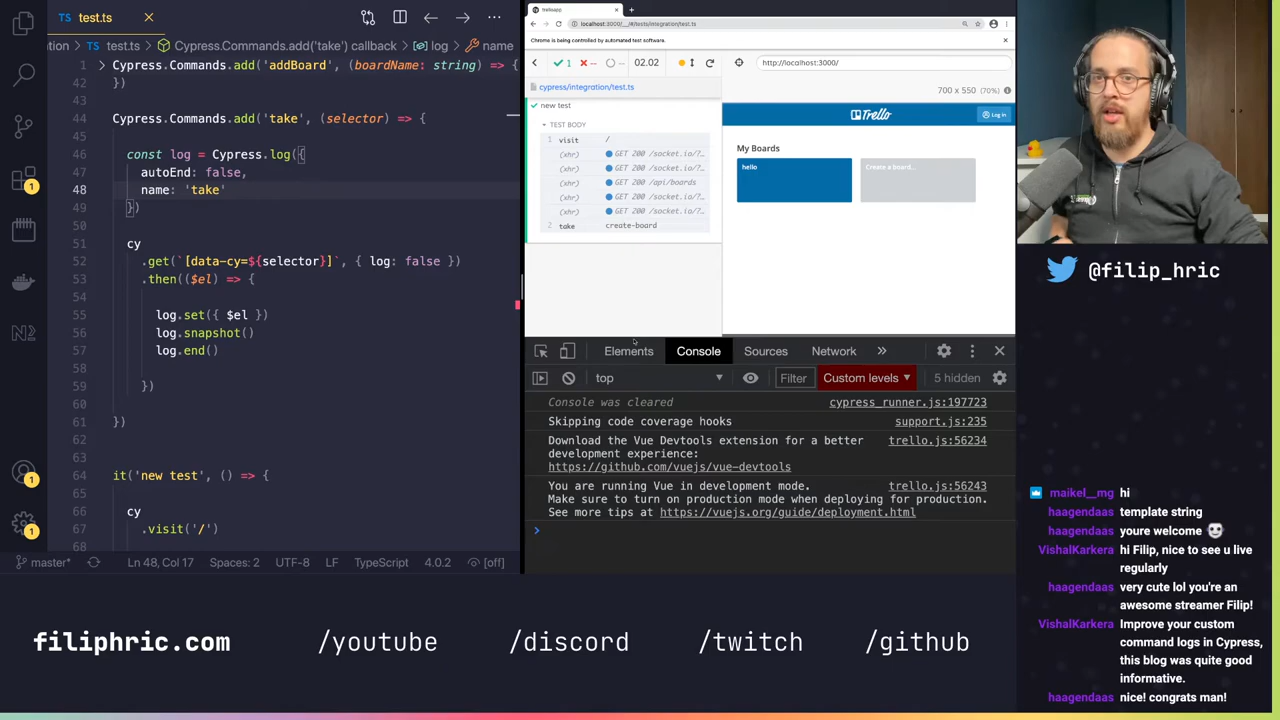 test.ts
ation > test.ts > Cypress.Commands.add('take') callback > log > name
1 > Cypress.Commands.add('addBoard', (boardName: string) => {
42 })
43
44 Cypress.Commands.add('take', (selector) => {
45
46 const log = Cypress.log({
47 autoEnd: false,
48 name: 'take'
49 })
50
51 cy
52 .get(`[data-cy=${selector}]`, { log: false })
53 .then(($el) => {
54
55 log.set({ $el })
56 log.snapshot()
57 log.end()
58
59 })
60
61 })
62
63
64 it('new test', () => {
65
66 cy
67 .visit('/')
68
master*
Ln 48, Col 17
Spaces: 2
UTF-8
LF
TypeScript
4.0.2
[off]
1
1
1
trelloapp
localhost:3000/__/#/tests/integration/test.ts
Chrome is being controlled by automated test software.
1
--
--
02.02
http://localhost:3000/
cypress/integration/test.ts
700 x 550 (70%)
new test
TEST BODY
1 visit /
(xhr) GET 200 /socket.io/?…
(xhr) GET 200 /socket.io/?…
(xhr) GET 200 /api/boards
(xhr) GET 200 /socket.io/?…
(xhr) GET 200 /socket.io/?…
2 take create-board
Trello
Log in
My Boards
hello
Create a board...
Elements
Console
Sources
Network
»
top
Filter
Custom levels
5 hidden
Console was cleared cypress_runner.js:197723
Skipping code coverage hooks support.js:235
Download the Vue Devtools extension for a better trello.js:56234
development experience:
https://github.com/vuejs/vue-devtools
You are running Vue in development mode. trello.js:56243
Make sure to turn on production mode when deploying for production.
See more tips at https://vuejs.org/guide/deployment.html
>
@filip_hric
maikel__mg hi
haagendaas template string
haagendaas youre welcome
VishalKarkera hi Filip, nice to see u live
regularly
haagendaas very cute lol you're an
awesome streamer Filip!
VishalKarkera Improve your custom
command logs in Cypress,
this blog was quite good
informative.
haagendaas nice! congrats man!
filiphric.com
/youtube
/discord
/twitch
/github